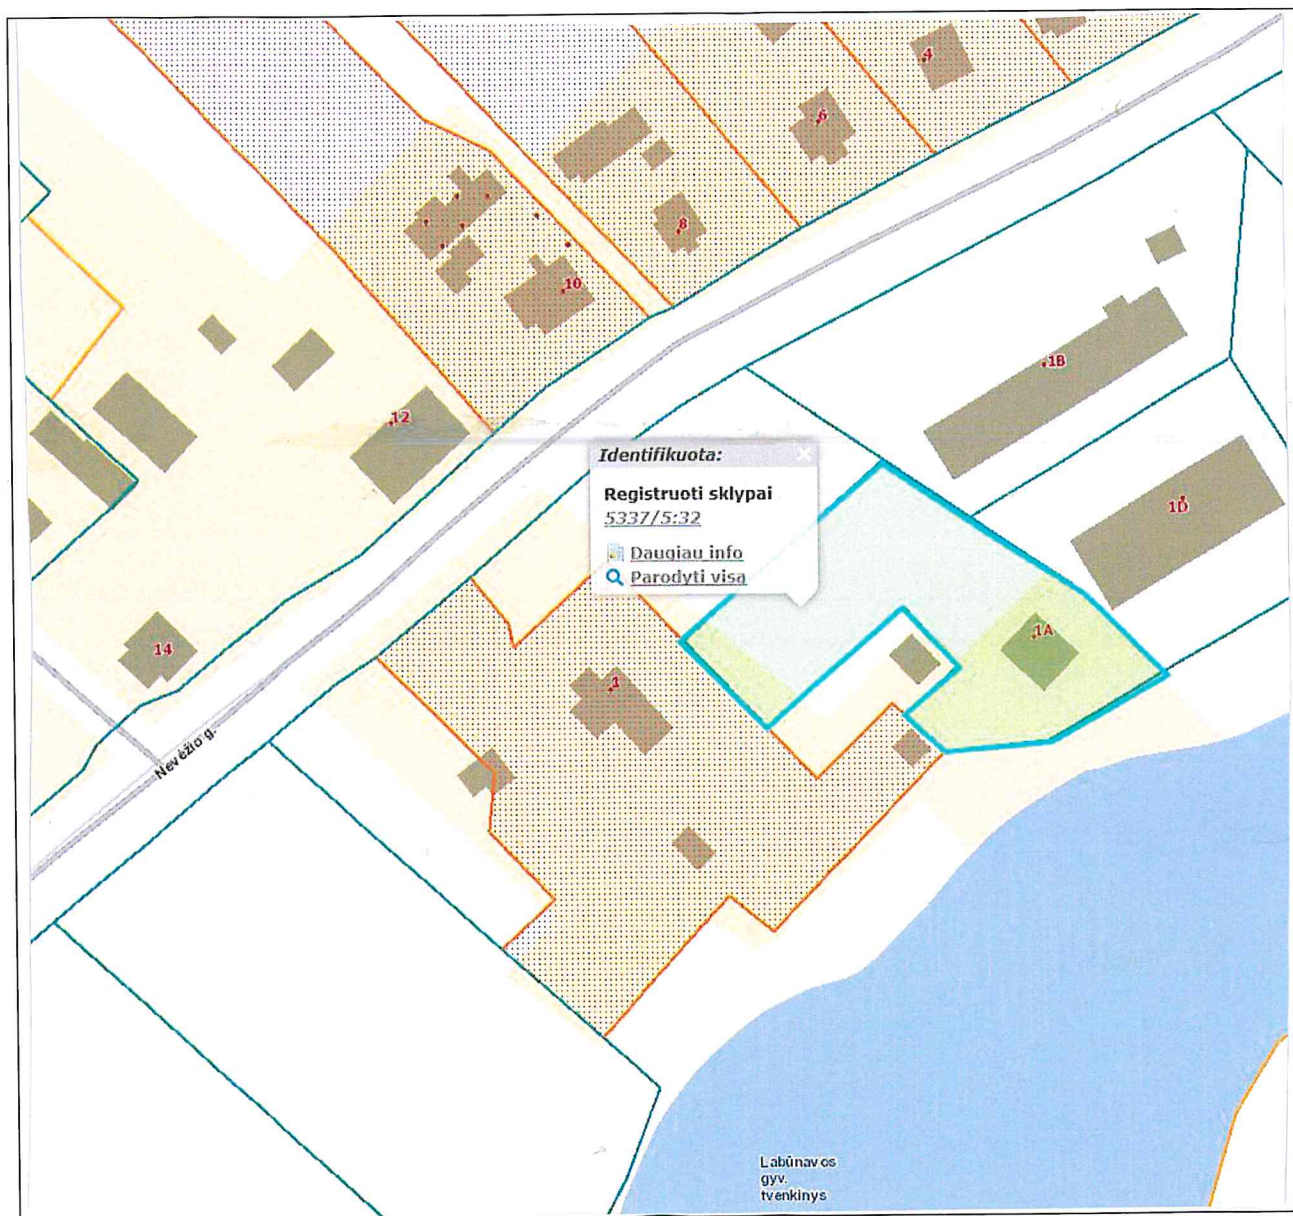 4
6
8
10
1B
12
Identifikuota:
Registruoti sklypai
5337/5:32
Daugiau info
Parodyti visą
1D
1A
14
1
Nevėžio g.
Labūnavos
gyv.
tvenkinys